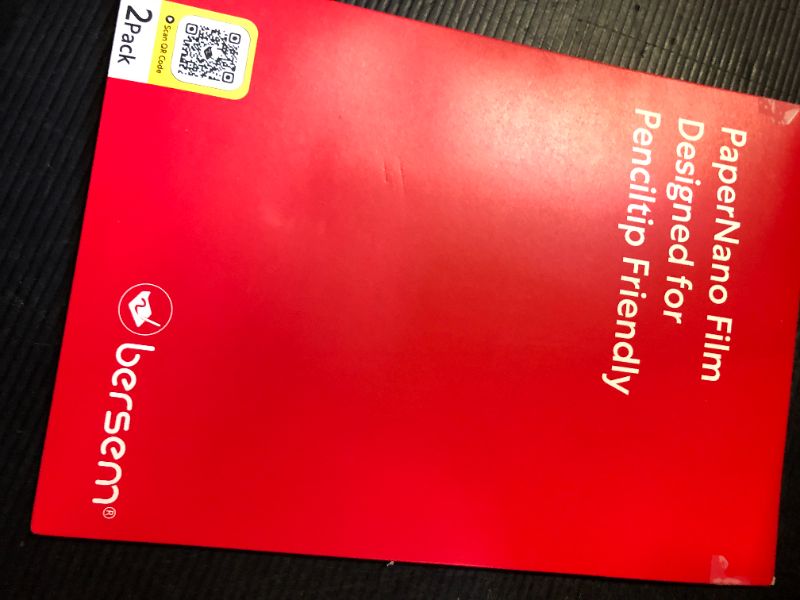 PaperNano Film
Designed for
Penciltip Friendly
Scan QR Code
2Pack
bersem®